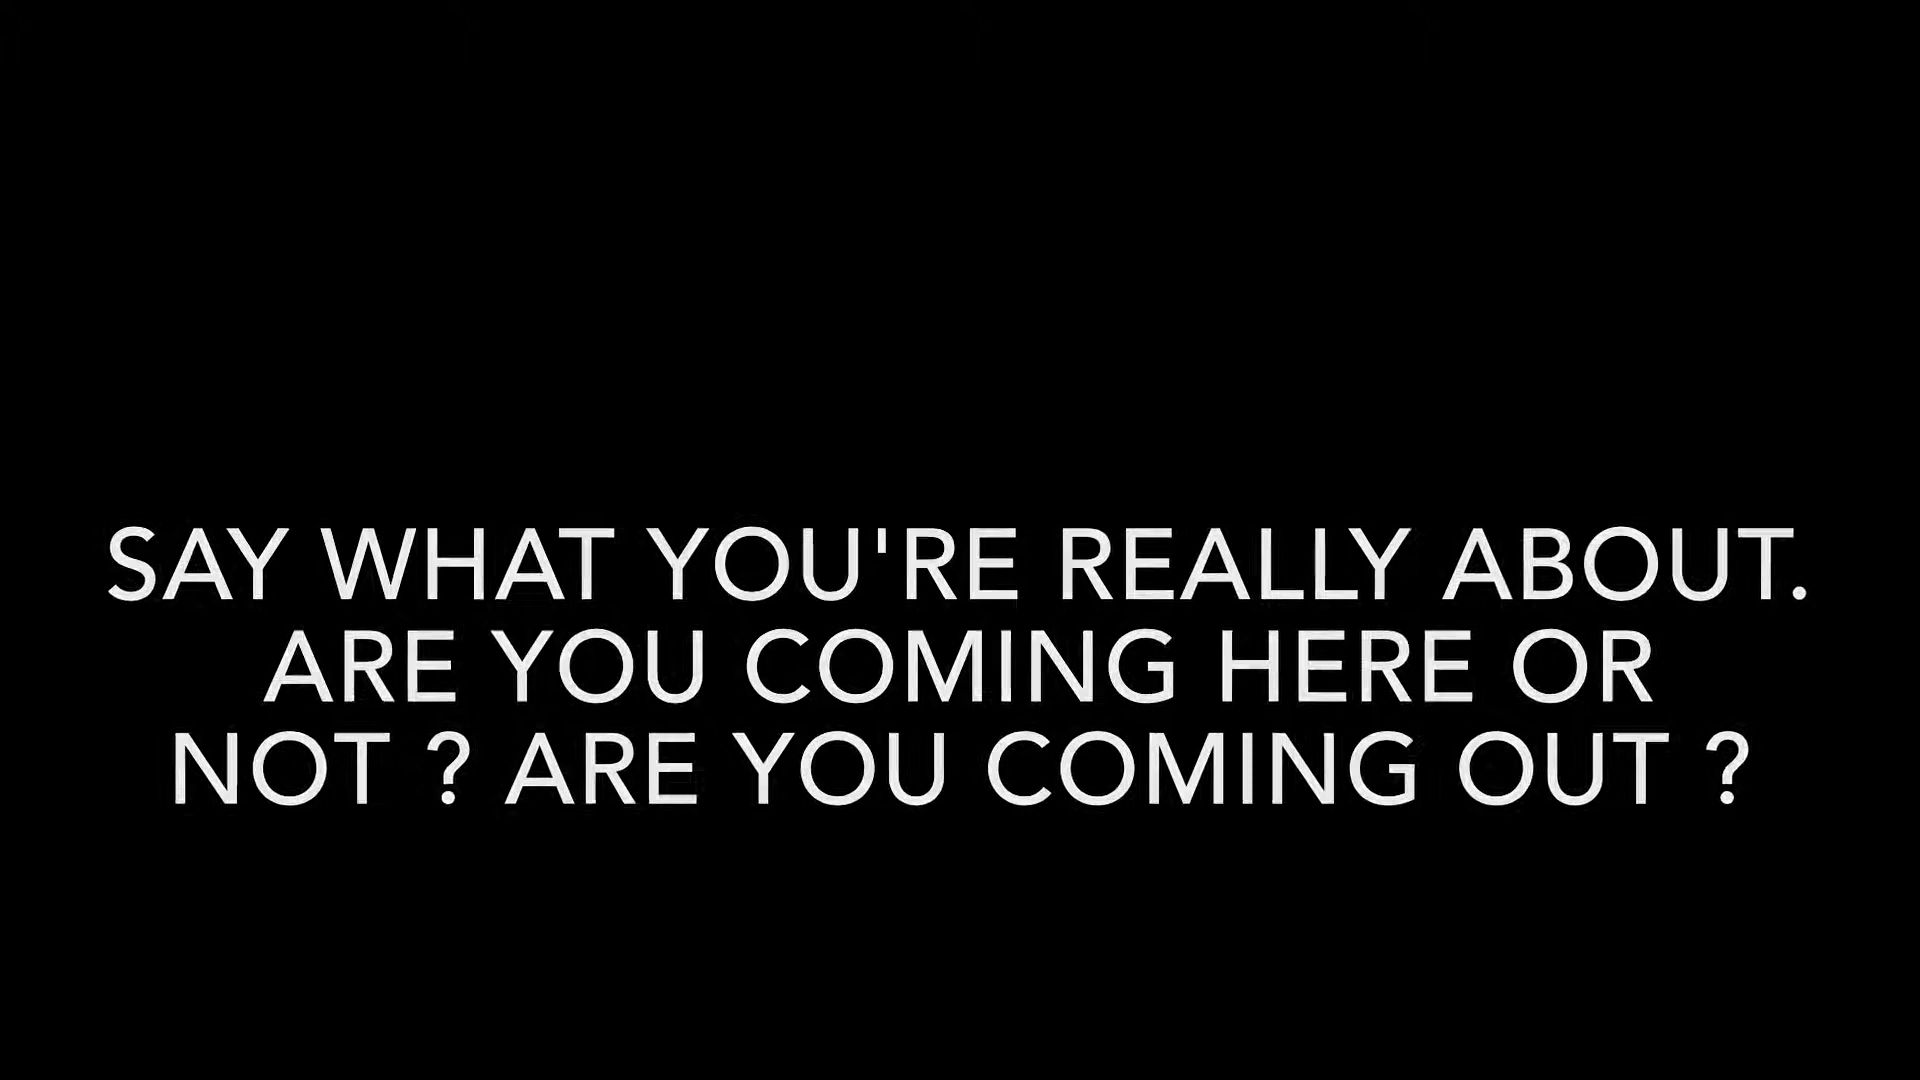 SAY WHAT YOU'RE REALLY ABOUT.
ARE YOU COMING HERE OR
NOT ? ARE YOU COMING OUT ?